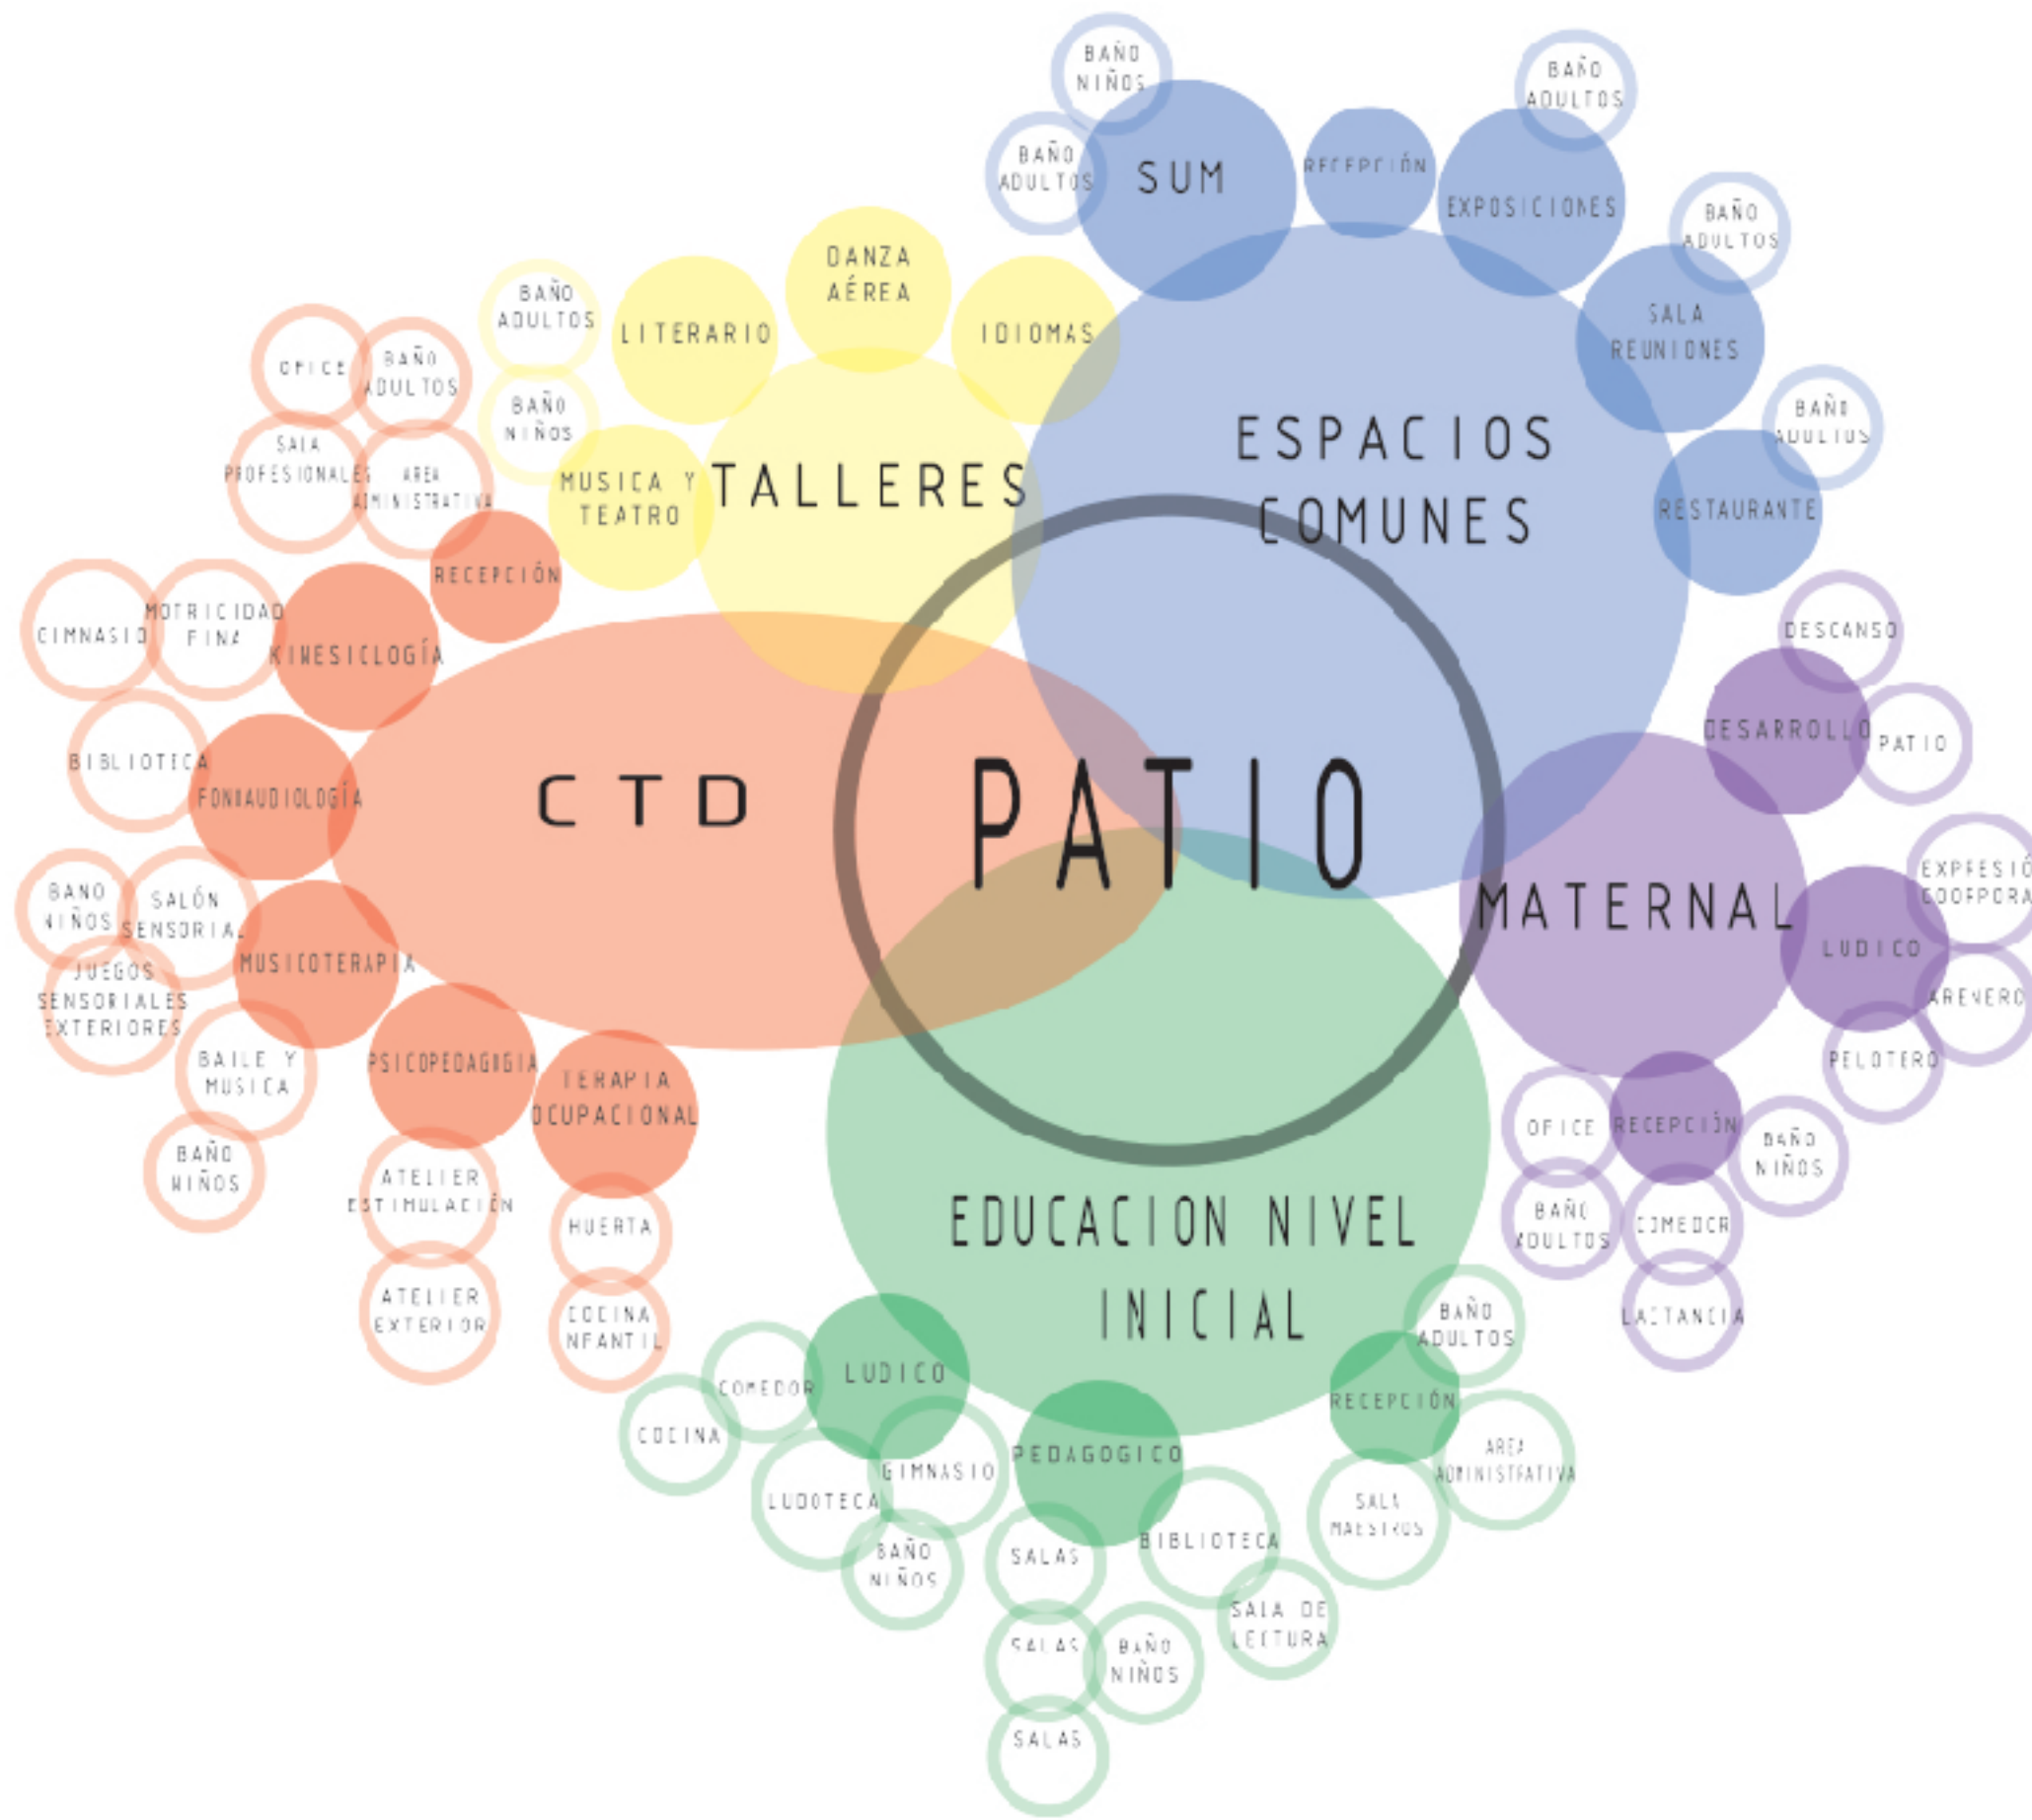 BAÑO
NIÑOS
BAÑO
ADULTOS
SUM
RECEPCIÓN
EXPOSICIONES
BAÑO
ADULTOS
SALA
REUNIONES
BAÑO
ADULTOS
RESTAURANTE
BAÑO
ADULTOS
ESPACIOS
COMUNES
DANZA
AÉREA
LITERARIO
IDIOMAS
BAÑO
ADULTOS
BAÑO
NIÑOS
MUSICA Y
TEATRO
TALLERES
OFICE
BAÑO
ADULTOS
SALA
PROFESIONALES
AREA
ADMINISTRATIVA
RECEPCIÓN
GIMNASIO
MOTRICIDAD
FINA
KINESIOLOGÍA
BIBLIOTECA
FONOAUDIOLOGÍA
BAÑO
NIÑOS
SALÓN
SENSORIAL
JUEGOS
SENSORIALES
EXTERIORES
MUSICOTERAPIA
BAILE Y
MUSICA
BAÑO
NIÑOS
PSICOPEDAGOGIA
ATELIER
ESTIMULACIÓN
ATELIER
EXTERIOR
TERAPIA
OCUPACIONAL
HUERTA
COCINA
INFANTIL
CTD
PATIO
DESCANSO
DESARROLLO
PATIO
MATERNAL
EXPRESIÓ
COORPORA
LUDICO
ARENERO
PELOTERO
OFICE
RECEPCIÓN
BAÑO
NIÑOS
BAÑO
ADULTOS
COMEDOR
LACTANCIA
EDUCACION NIVEL
INICIAL
LUDICO
COMEDOR
COCINA
LUDOTECA
GIMNASIO
BAÑO
NIÑOS
PEDAGOGICO
SALAS
SALAS
BAÑO
NIÑOS
SALAS
BIBLIOTECA
SALA DE
LECTURA
RECEPCIÓN
BAÑO
ADULTOS
AREA
ADMINISTRATIVA
SALA
MAESTROS